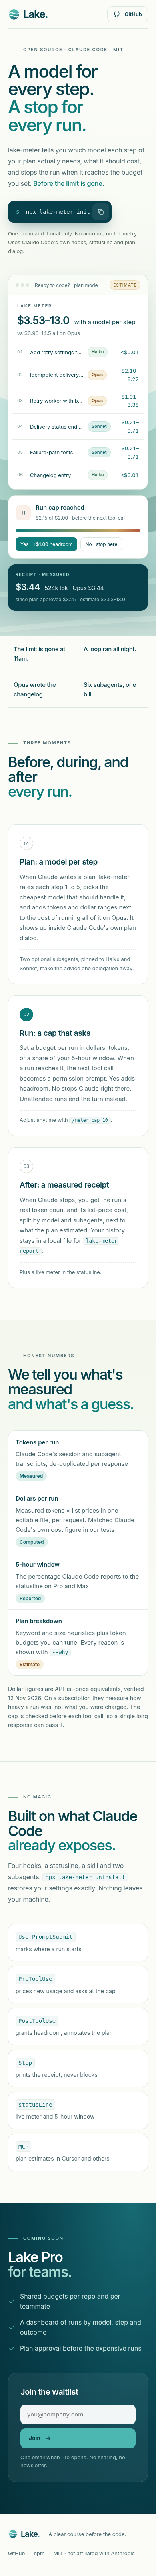 Lake.
GitHub
OPEN SOURCE · CLAUDE CODE · MIT
A model for
every step.
A stop for
every run.
lake-meter tells you which model each step of
your plan actually needs, what it would cost,
and stops the run when it reaches the budget
you set. Before the limit is gone.
$ npx lake-meter init
One command. Local only. No account, no telemetry.
Uses Claude Code's own hooks, statusline and plan
dialog.
Ready to code? · plan mode
ESTIMATE
LAKE METER
$3.53–13.0 with a model per step
vs $3.96–14.5 all on Opus
01 Add retry settings t... Haiku <$0.01
02 Idempotent delivery... Opus $2.10–
8.22
03 Retry worker with b... Opus $1.01–
3.38
04 Delivery status end... Sonnet $0.21–
0.71
05 Failure-path tests Sonnet $0.21–
0.71
06 Changelog entry Haiku <$0.01
Run cap reached
$2.15 of $2.00 · before the next tool call
Yes · +$1.00 headroom
No · stop here
RECEIPT · MEASURED
$3.44 · 524k tok · Opus $3.44
since plan approved $3.25 · estimate $3.53–13.0
The limit is gone at
11am.
A loop ran all night.
Opus wrote the
changelog.
Six subagents, one
bill.
THREE MOMENTS
Before, during, and
after
every run.
01
Plan: a model per step
When Claude writes a plan, lake-meter
rates each step 1 to 5, picks the
cheapest model that should handle it,
and adds token and dollar ranges next
to the cost of running all of it on Opus. It
shows up inside Claude Code's own plan
dialog.
Two optional subagents, pinned to Haiku and
Sonnet, make the advice one delegation away.
02
Run: a cap that asks
Set a budget per run in dollars, tokens,
or a share of your 5-hour window. When
a run reaches it, the next tool call
becomes a permission prompt. Yes adds
headroom. No stops Claude right there.
Unattended runs end the turn instead.
Adjust anytime with /meter cap 10 .
03
After: a measured receipt
When Claude stops, you get the run's
real token count and its list-price cost,
split by model and subagents, next to
what the plan estimated. Your history
stays in a local file for lake-meter
report .
Plus a live meter in the statusline.
HONEST NUMBERS
We tell you what's
measured
and what's a guess.
Tokens per run
Claude Code's session and subagent
transcripts, de-duplicated per response
Measured
Dollars per run
Measured tokens × list prices in one
editable file, per request. Matched Claude
Code's own cost figure in our tests
Computed
5-hour window
The percentage Claude Code reports to the
statusline on Pro and Max
Reported
Plan breakdown
Keyword and size heuristics plus token
budgets you can tune. Every reason is
shown with --why
Estimate
Dollar figures are API list-price equivalents, verified
12 Nov 2026. On a subscription they measure how
heavy a run was, not what you were charged. The
cap is checked before each tool call, so a single long
response can pass it.
NO MAGIC
Built on what Claude
Code
already exposes.
Four hooks, a statusline, a skill and two
subagents. npx lake-meter uninstall
restores your settings exactly. Nothing leaves
your machine.
UserPromptSubmit
marks where a run starts
PreToolUse
prices new usage and asks at the cap
PostToolUse
grants headroom, annotates the plan
Stop
prints the receipt, never blocks
statusLine
live meter and 5-hour window
MCP
plan estimates in Cursor and others
COMING SOON
Lake Pro
for teams.
Shared budgets per repo and per
teammate
A dashboard of runs by model, step and
outcome
Plan approval before the expensive runs
Join the waitlist
you@company.com
Join →
One email when Pro opens. No sharing, no
newsletter.
Lake. A clear course before the code.
GitHub npm MIT · not affiliated with Anthropic